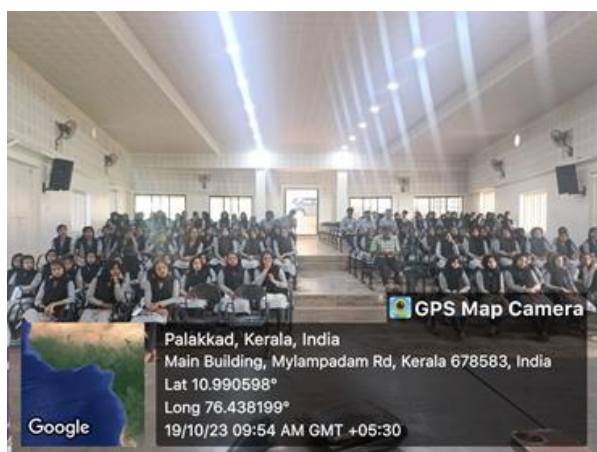 GPS Map Camera
Palakkad, Kerala, India
Main Building, Mylampadam Rd, Kerala 678583, India
Lat 10.990598°
Long 76.438199°
19/10/23 09:54 AM GMT +05:30
Google